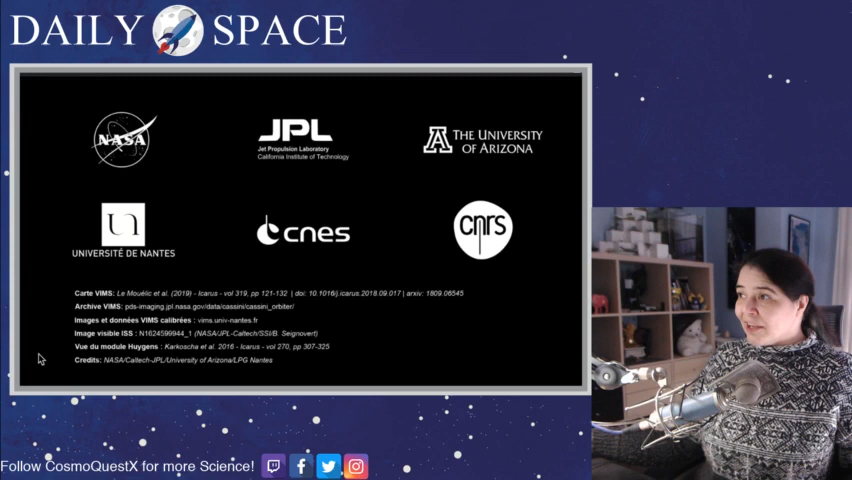 DAILY SPACE
NASA
JPL
Jet Propulsion Laboratory
California Institute of Technology
A THE UNIVERSITY
OF ARIZONA
UN
UNIVERSITÉ DE NANTES
cnes
cnrs
Carte VIMS: Le Mouélic et al. (2019) - Icarus - vol 319, pp 121-132 | doi: 10.1016/j.icarus.2018.09.017 | arxiv: 1809.06545
Archive VIMS: pds-imaging.jpl.nasa.gov/data/cassini/cassini_orbiter/
Images et données VIMS calibrées : vims.univ-nantes.fr
Image visible ISS : N1624599944_1 (NASA/JPL-Caltech/SSI/B. Seignovert)
Vue du module Huygens : Karkoscha et al. 2016 - Icarus - vol 270, pp 307-325
Credits: NASA/Caltech-JPL/University of Arizona/LPG Nantes
Follow CosmoQuestX for more Science!